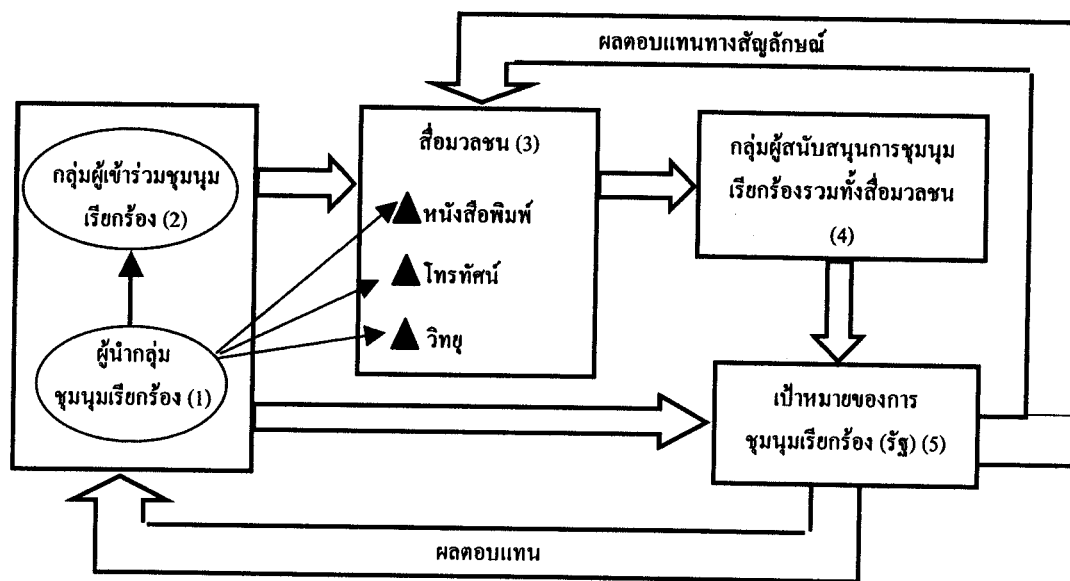 ผลตอบแทนทางสัญลักษณ์
กลุ่มผู้เข้าร่วมชุมนุม
เรียกร้อง (2)
ผู้นำกลุ่ม
ชุมนุมเรียกร้อง (1)
สื่อมวลชน (3)
หนังสือพิมพ์
โทรทัศน์
วิทยุ
กลุ่มผู้สนับสนุนการชุมนุม
เรียกร้องรวมทั้งสื่อมวลชน
(4)
เป้าหมายของการ
ชุมนุมเรียกร้อง (รัฐ) (5)
ผลตอบแทน